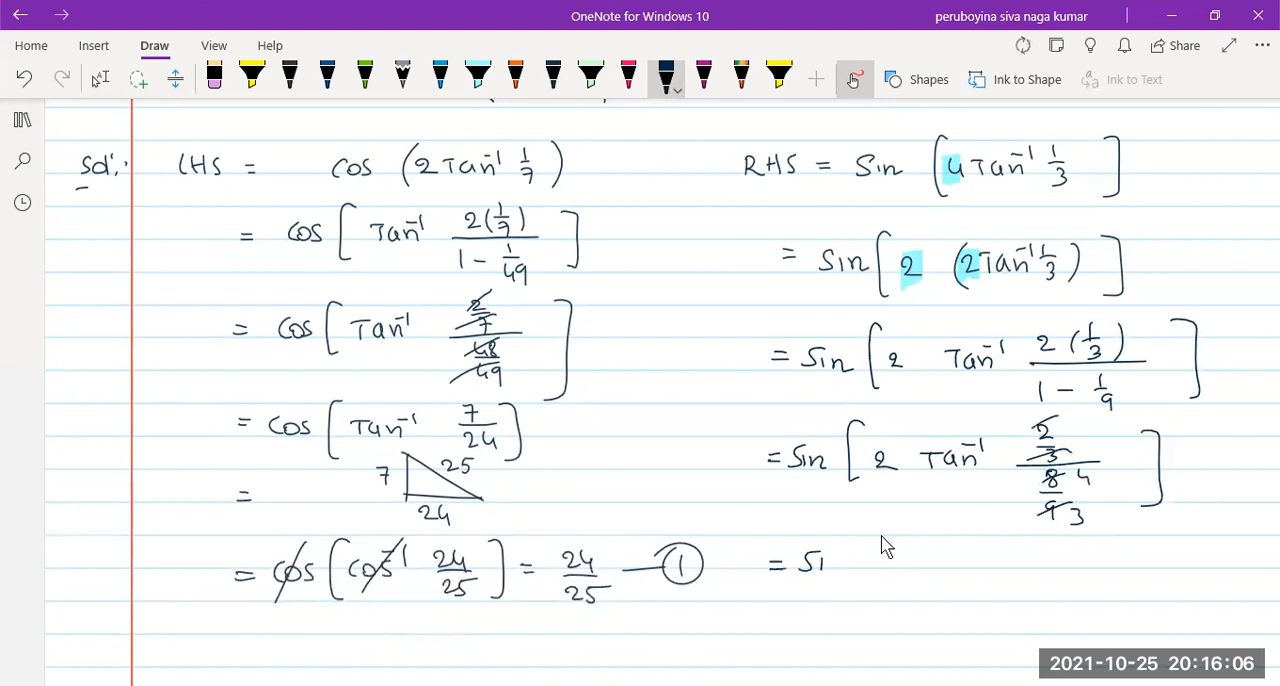 OneNote for Windows 10
peruboyina siva naga kumar
Home Insert Draw View Help
Share
Shapes Ink to Shape Ink to Text
Sol:
LHS = cos (2 Tan⁻¹ 1/7)
= cos [ Tan⁻¹ 2(1/7) / 1 - 1/49 ]
= cos [ Tan⁻¹ 2/7 / 48/49 ]
= cos [ Tan⁻¹ 7/24 ]
=
7 25
24
= cos [ cos⁻¹ 24/25 ] = 24/25 — 1
RHS = Sin [ 4 Tan⁻¹ 1/3 ]
= Sin [ 2 (2 Tan⁻¹ 1/3) ]
= Sin [ 2 Tan⁻¹ 2(1/3) / 1 - 1/9 ]
= Sin [ 2 Tan⁻¹ 2/3 / 8/9 4 3 ]
= Si
2021-10-25 20:16:06